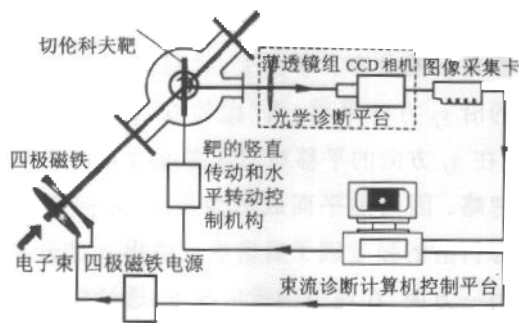 切伦科夫靶
薄透镜组
CCD相机
图像采集卡
光学诊断平台
四极磁铁
靶的竖直
传动和水
平转动控
制机构
电子束
四极磁铁电源
束流诊断计算机控制平台